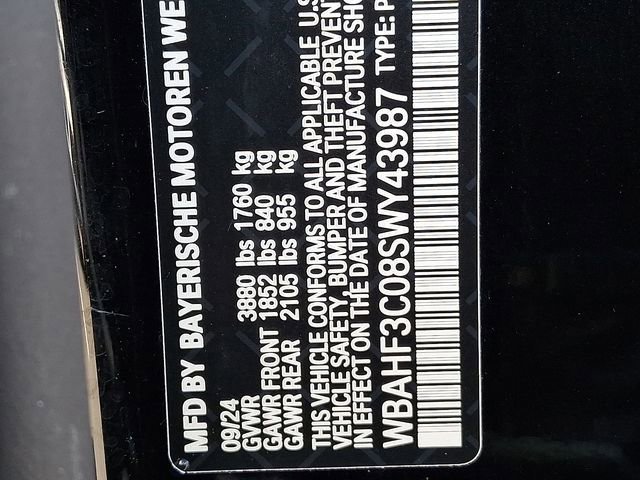 MFD BY BAYERISCHE MOTOREN WE
09/24
GVWR 3880 lbs 1760 kg
GAWR FRONT 1852 lbs 840 kg
GAWR REAR 2105 lbs 955 kg
THIS VEHICLE CONFORMS TO ALL APPLICABLE U.S
VEHICLE SAFETY, BUMPER AND THEFT PREVENT
IN EFFECT ON THE DATE OF MANUFACTURE SHO
WBAHF3C08SWY43987 TYPE: P